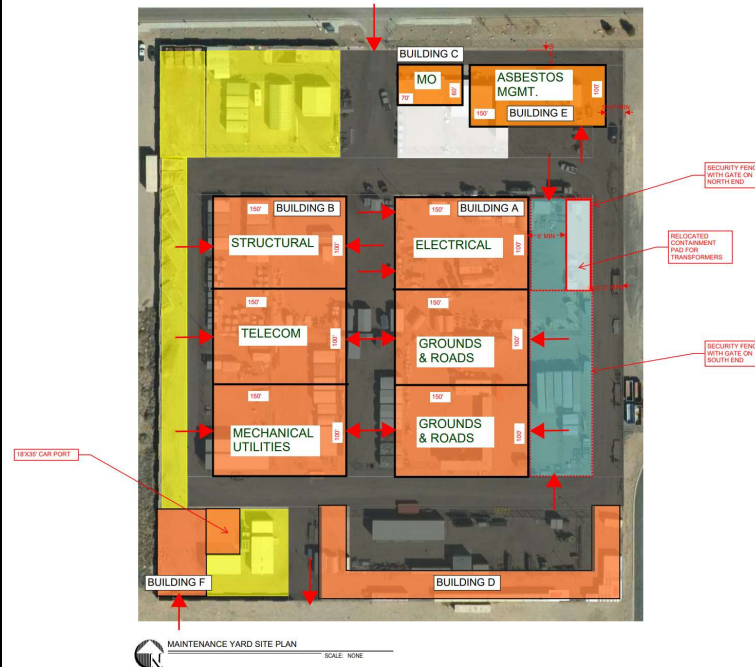 BUILDING C
MO
70'
60'
ASBESTOS
MGMT.
100'
150'
BUILDING E
SECURITY FENC
WITH GATE ON
NORTH END
150'
BUILDING B
STRUCTURAL
100'
150'
BUILDING A
ELECTRICAL
100'
RELOCATED
CONTAINMENT
PAD FOR
TRANSFORMERS
150'
TELECOM
100'
150'
GROUNDS
& ROADS
100'
SECURITY FENC
WITH GATE ON
SOUTH END
150'
MECHANICAL
UTILITIES
100'
150'
GROUNDS
& ROADS
100'
18'X35' CAR PORT
BUILDING F
BUILDING D
MAINTENANCE YARD SITE PLAN
SCALE: NONE